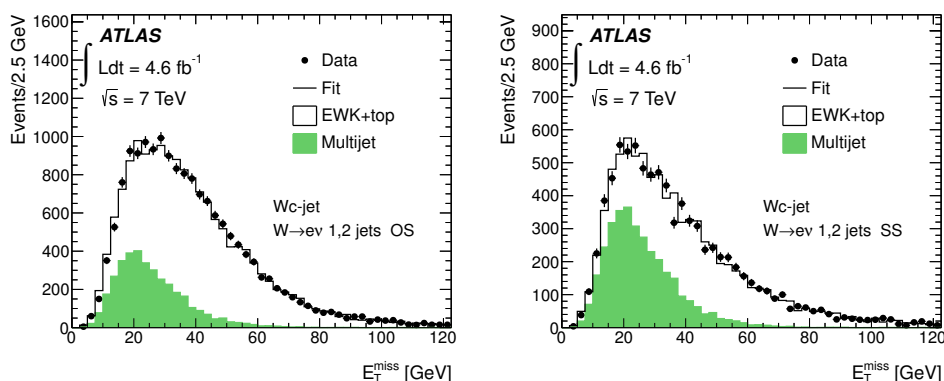 Events/2.5 GeV
1600
1400
1200
1000
800
600
400
200
0
ATLAS
∫ Ldt = 4.6 fb⁻¹
√s = 7 TeV
Data
Fit
EWK+top
Multijet
Wc-jet
W→eν 1,2 jets OS
0 20 40 60 80 100 120
E_T^miss [GeV]
Events/2.5 GeV
900
800
700
600
500
400
300
200
100
0
ATLAS
∫ Ldt = 4.6 fb⁻¹
√s = 7 TeV
Data
Fit
EWK+top
Multijet
Wc-jet
W→eν 1,2 jets SS
0 20 40 60 80 100 120
E_T^miss [GeV]